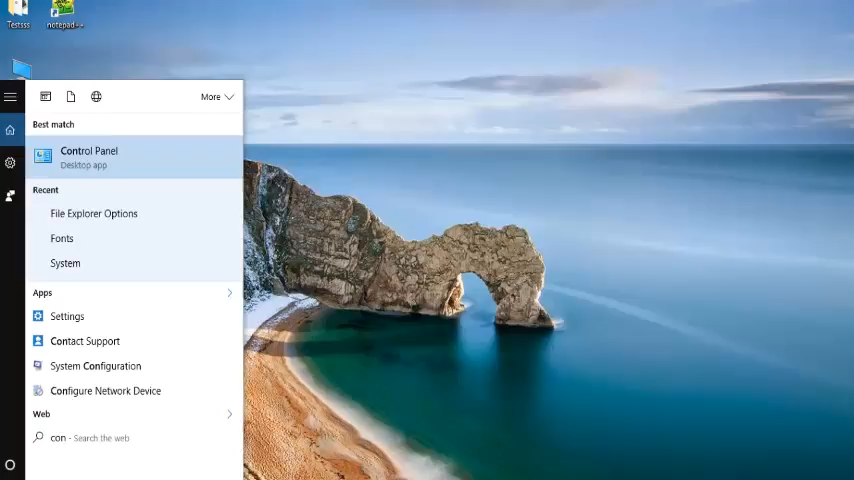 Testsss
notepad++
More
Best match
Control Panel
Desktop app
Recent
File Explorer Options
Fonts
System
Apps
Settings
Contact Support
System Configuration
Configure Network Device
Web
con - Search the web